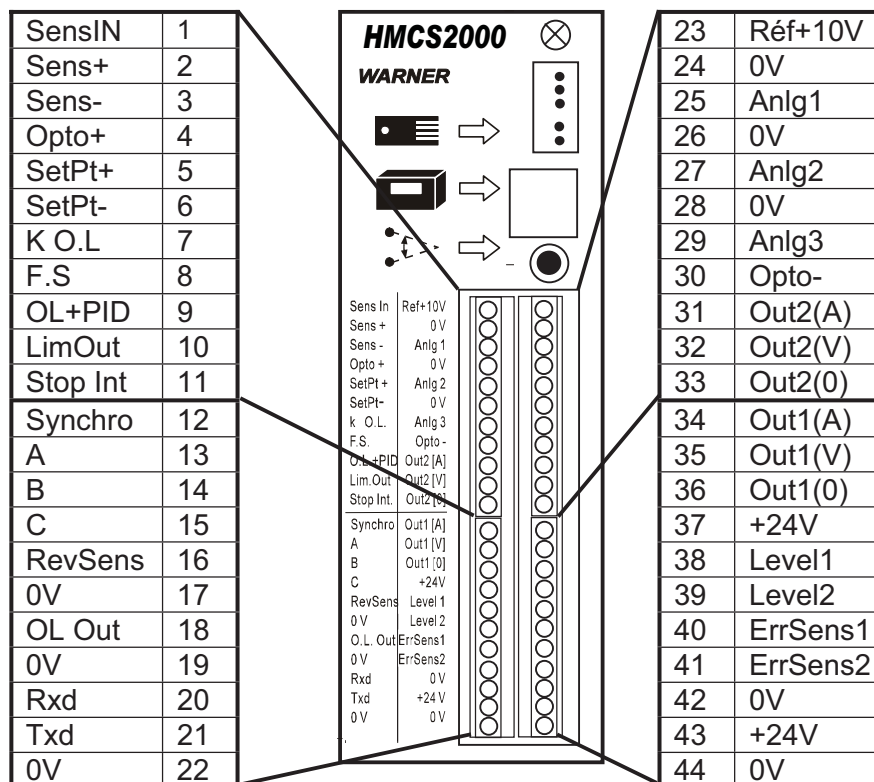 SensIN 1
Sens+ 2
Sens- 3
Opto+ 4
SetPt+ 5
SetPt- 6
K O.L 7
F.S 8
OL+PID 9
LimOut 10
Stop Int 11
Synchro 12
A 13
B 14
C 15
RevSens 16
0V 17
OL Out 18
0V 19
Rxd 20
Txd 21
0V 22
HMCS2000
WARNER
Sens In Ref+10V
Sens + 0 V
Sens - Anlg 1
Opto + 0 V
SetPt + Anlg 2
SetPt- 0 V
k O.L. Anlg 3
F.S. Opto -
O.L.+PID Out2 [A]
Lim.Out Out2 [V]
Stop Int. Out2 [0]
Synchro Out1 [A]
A Out1 [V]
B Out1 [0]
C +24V
RevSens Level 1
0 V Level 2
O.L. Out ErrSens1
0 V ErrSens2
Rxd 0 V
Txd +24 V
0 V 0 V
23 Réf+10V
24 0V
25 Anlg1
26 0V
27 Anlg2
28 0V
29 Anlg3
30 Opto-
31 Out2(A)
32 Out2(V)
33 Out2(0)
34 Out1(A)
35 Out1(V)
36 Out1(0)
37 +24V
38 Level1
39 Level2
40 ErrSens1
41 ErrSens2
42 0V
43 +24V
44 0V